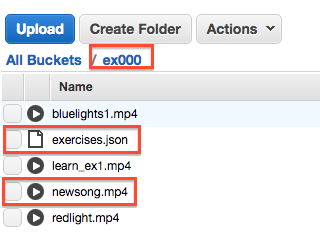 Upload Create Folder Actions
All Buckets / ex000
Name
bluelights1.mp4
exercises.json
learn_ex1.mp4
newsong.mp4
redlight.mp4